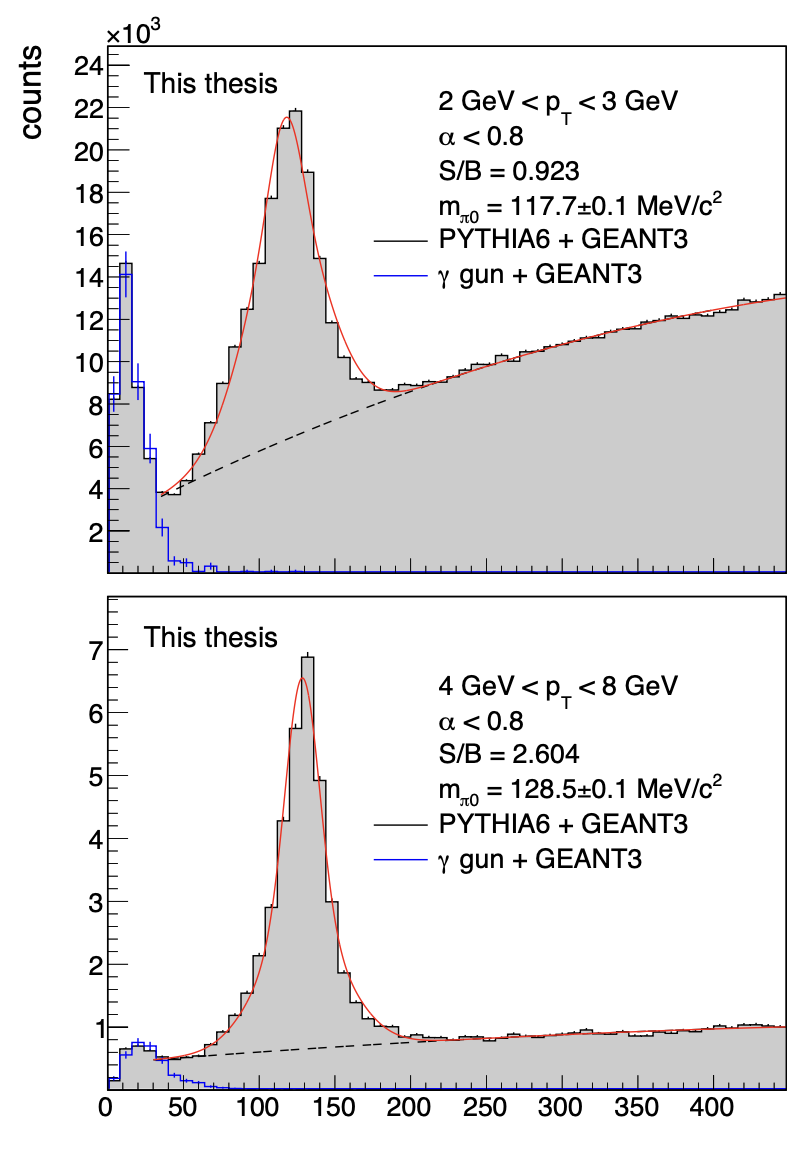 ×10³
counts
24
22
20
18
16
14
12
10
8
6
4
2
This thesis
2 GeV < p_T < 3 GeV
α < 0.8
S/B = 0.923
m_π0 = 117.7±0.1 MeV/c²
PYTHIA6 + GEANT3
γ gun + GEANT3
7
6
5
4
3
2
1
This thesis
4 GeV < p_T < 8 GeV
α < 0.8
S/B = 2.604
m_π0 = 128.5±0.1 MeV/c²
PYTHIA6 + GEANT3
γ gun + GEANT3
0 50 100 150 200 250 300 350 400